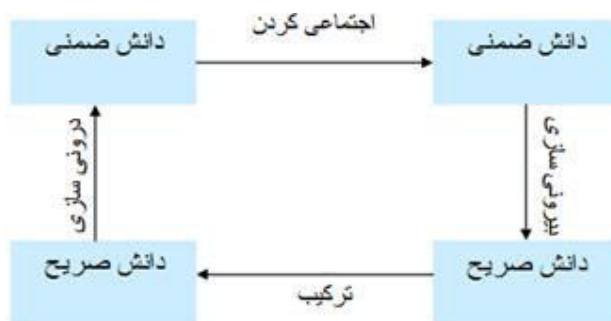 اجتماعی کردن
دانش ضمنی
دانش ضمنی
بیرونی سازی
درونی سازی
دانش صریح
دانش صریح
ترکیب